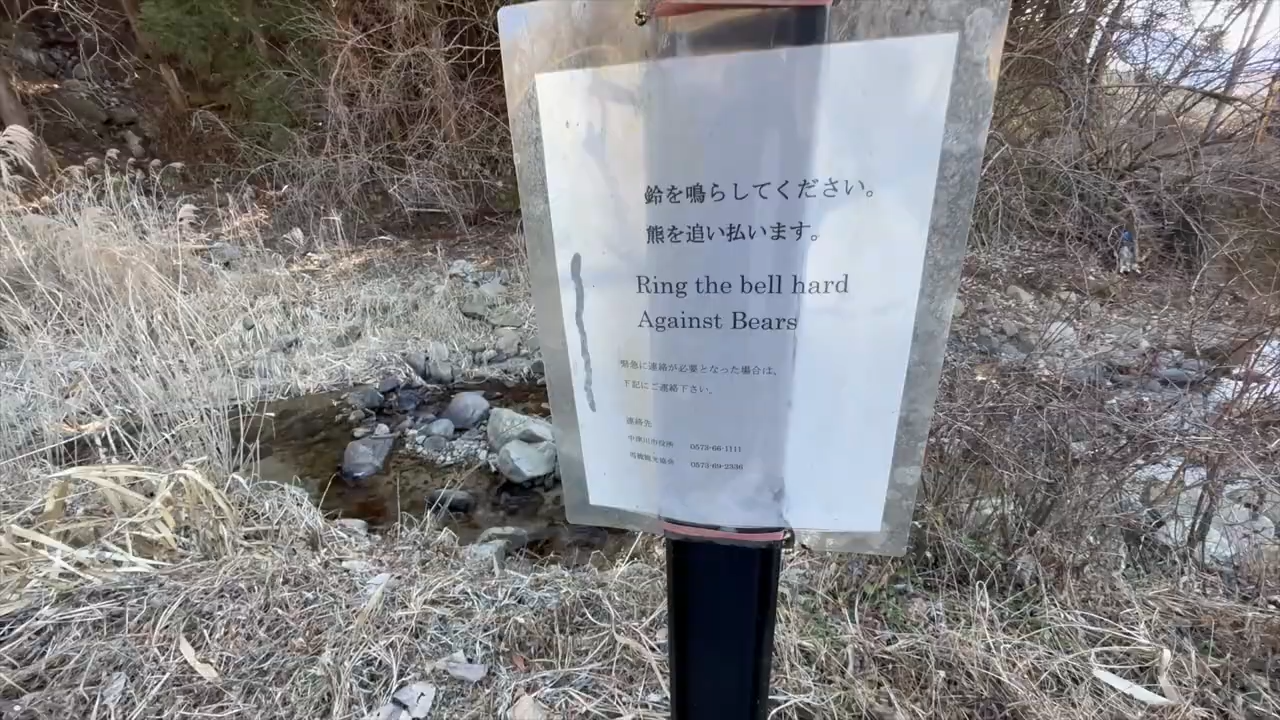 鈴を鳴らしてください。
熊を追い払います。
Ring the bell hard
Against Bears
緊急に連絡が必要となった場合は、
下記にご連絡下さい。
連絡先
中津川市役所 0573-66-1111
馬籠観光協会 0573-69-2336